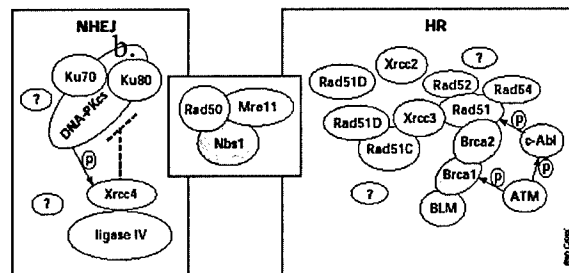 NHEJ
b.
Ku70
Ku80
DNA-PKcs
?
p
?
Xrcc4
ligase IV
Rad50
Mre11
Nbs1
HR
Xrcc2
?
Rad51D
Rad52
Rad54
Rad51
Xrcc3
Rad51D
Rad51C
p
c-Abl
Brca2
p
Brca1
p
?
ATM
BLM